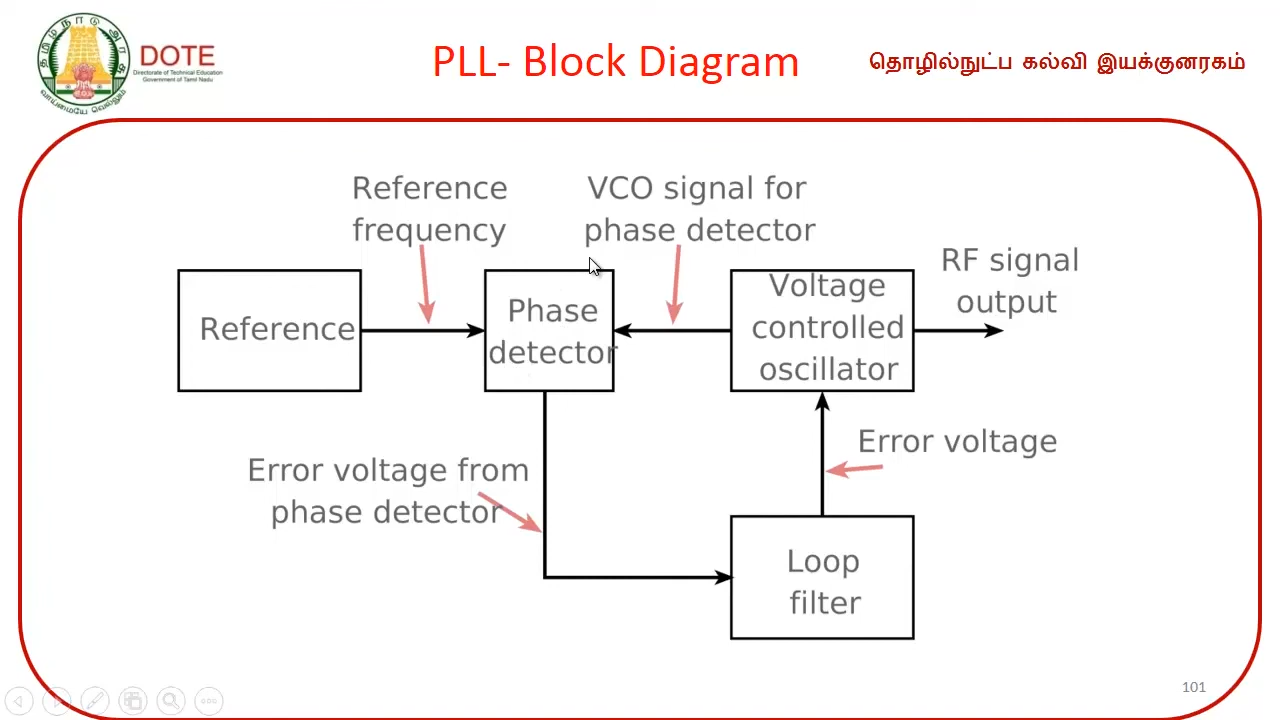 தமிழ்நாடு அரசு
வாய்மையே வெல்லும்
DOTE
Directorate of Technical Education
Government of Tamil Nadu
PLL- Block Diagram
தொழில்நுட்ப கல்வி இயக்குனரகம்
Reference
frequency
VCO signal for
phase detector
RF signal
output
Reference
Phase
detector
Voltage
controlled
oscillator
Error voltage from
phase detector
Error voltage
Loop
filter
101